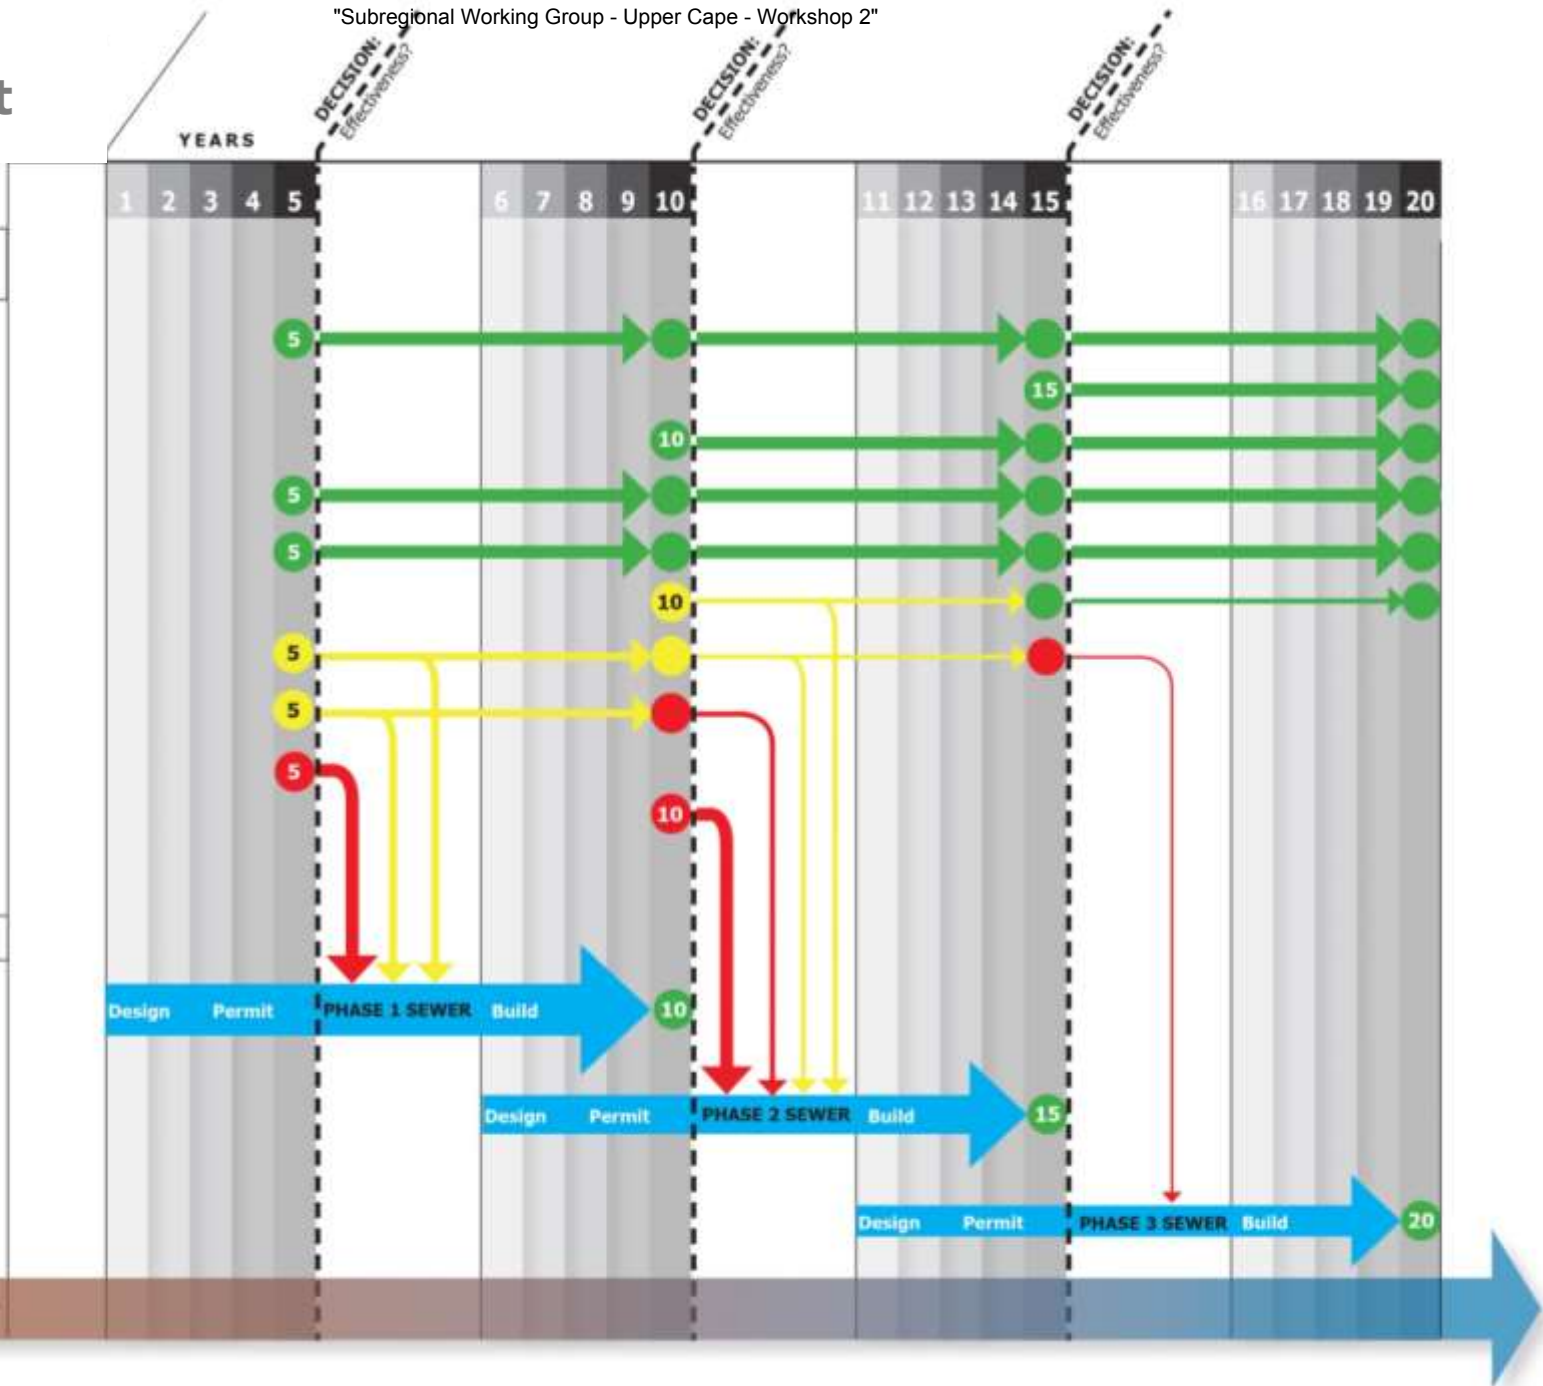 "Subregional Working Group - Upper Cape - Workshop 2"
DECISION:
Effectiveness?
DECISION:
Effectiveness?
DECISION:
Effectiveness?
t
YEARS
1 2 3 4 5 6 7 8 9 10 11 12 13 14 15 16 17 18 19 20
5
15
10
5
5
10
5
5
5
10
Design Permit PHASE 1 SEWER Build 10
Design Permit PHASE 2 SEWER Build 15
Design Permit PHASE 3 SEWER Build 20